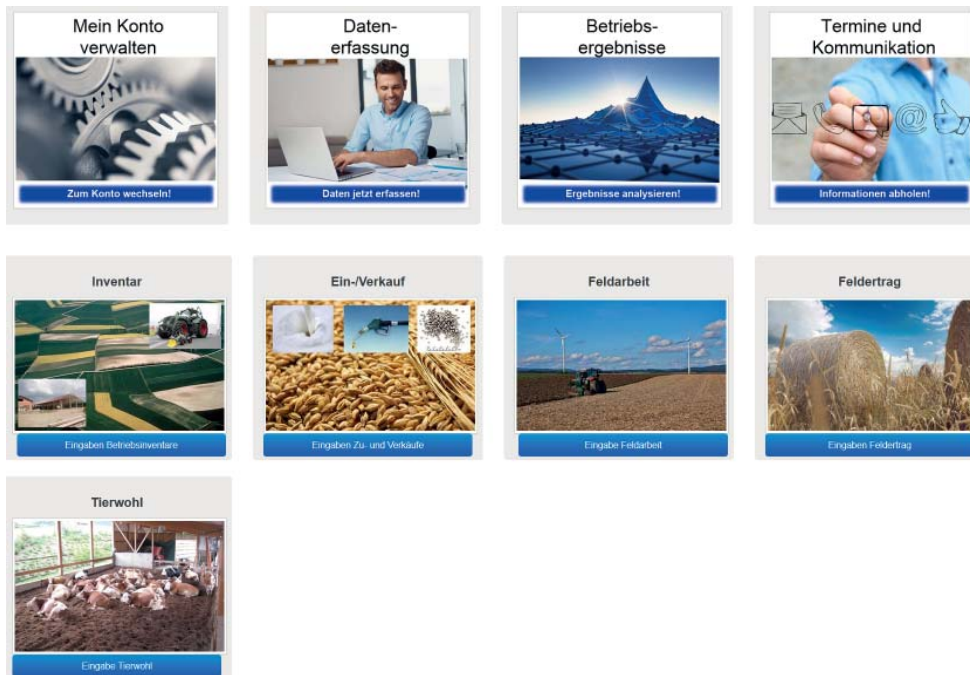 Mein Konto
verwalten
Zum Konto wechseln!
Daten-
erfassung
Daten jetzt erfassen!
Betriebs-
ergebnisse
Ergebnisse analysieren!
Termine und
Kommunikation
Informationen abholen!
Inventar
Eingaben Betriebsinventare
Ein-/Verkauf
Eingaben Zu- und Verkäufe
Feldarbeit
Eingabe Feldarbeit
Feldertrag
Eingaben Feldertrag
Tierwohl
Eingabe Tierwohl